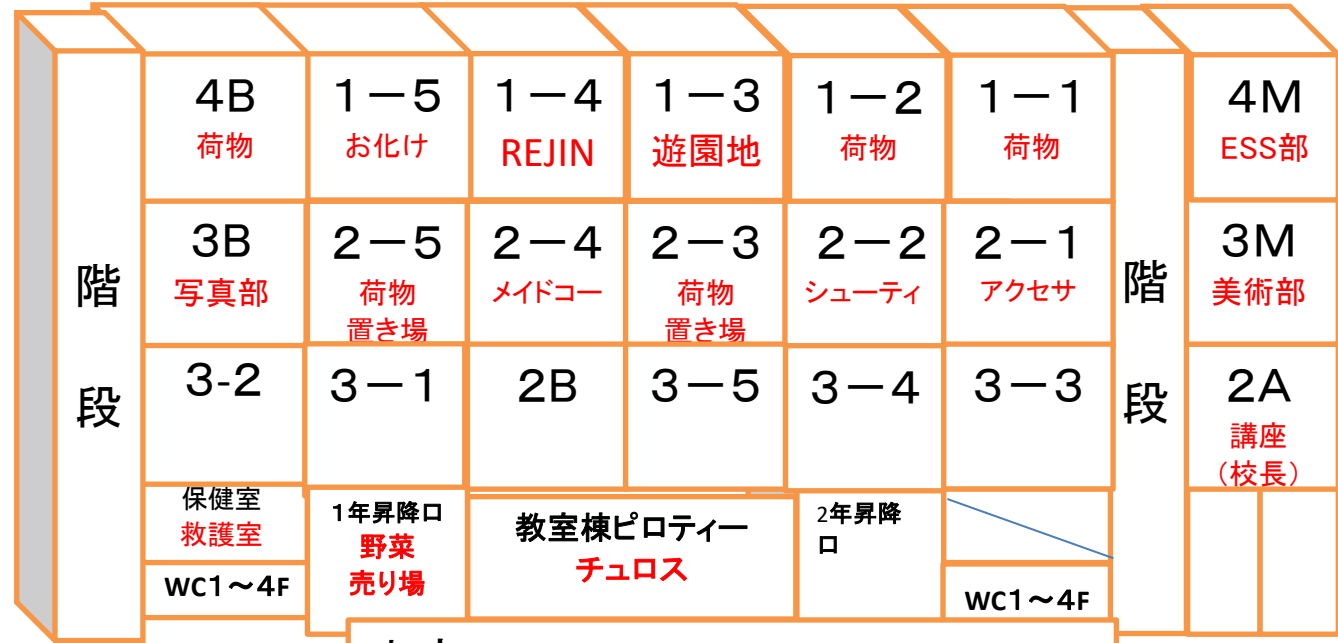 4B
荷物
1－5
お化け
1－4
REJIN
1－3
遊園地
1－2
荷物
1－1
荷物
4M
ESS部
階段
3B
写真部
2－5
荷物
置き場
2－4
メイドコー
2－3
荷物
置き場
2－2
シューティ
2－1
アクセサ
階段
3M
美術部
3-2
3－1
2B
3－5
3－4
3－3
2A
講座
（校長）
保健室
救護室
WC1～4F
1年昇降口
野菜
売り場
教室棟ピロティー
チュロス
2年昇降
口
WC1～4F